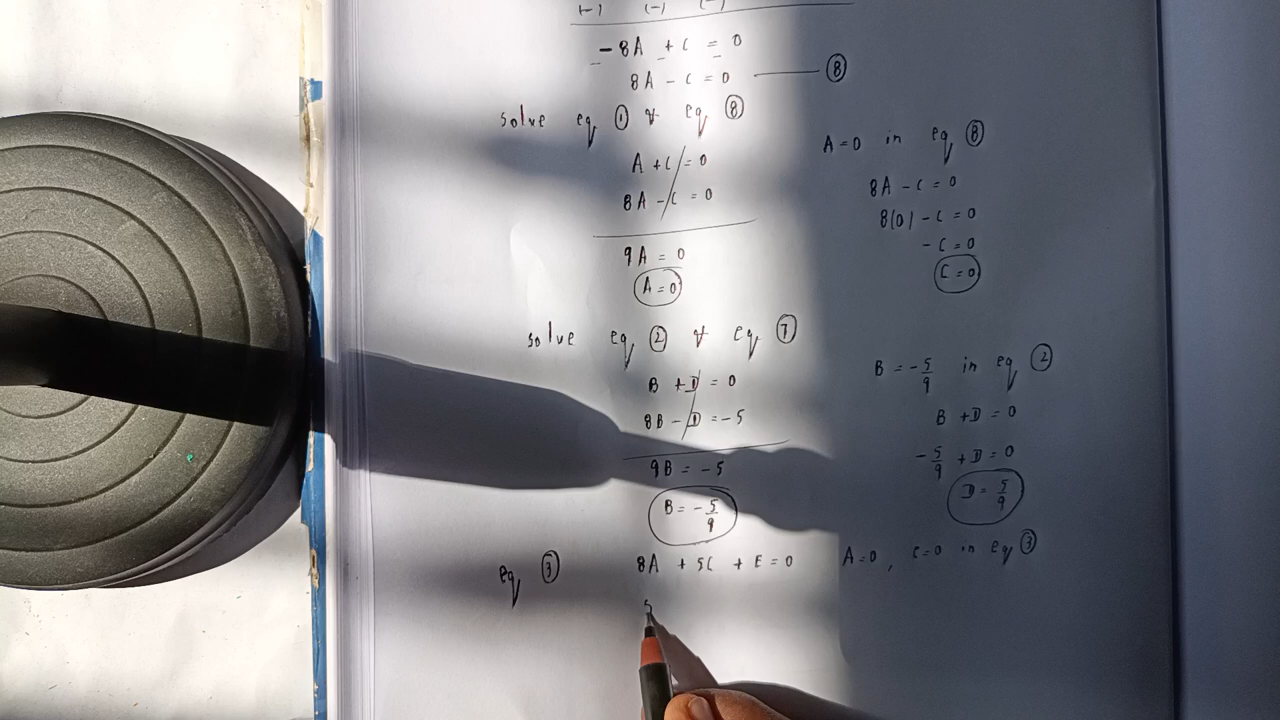 (-) (-) (-)
-8A + C = 0
8A - C = 0 ——— ⑧
solve eq ① & eq ⑧
A + C = 0
8A - C = 0
9A = 0
A = 0
A = 0 in eq ⑧
8A - C = 0
8(0) - C = 0
-C = 0
C = 0
solve eq ② & eq ⑦
B + D = 0
8B - D = -5
9B = -5
B = -5/9
B = -5/9 in eq ②
B + D = 0
-5/9 + D = 0
D = 5/9
eq ③ 8A + 5C + E = 0 A=0, C=0 in eq ③